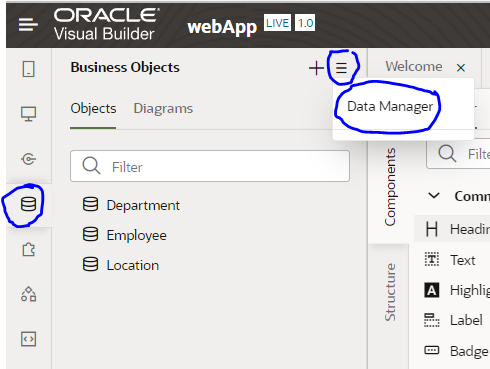 ORACLE
Visual Builder
webApp
LIVE
1.0
Business Objects
Welcome
Data Manager
Objects
Diagrams
Filter
Department
Employee
Location
Components
Structure
Filte
Comm
Headin
Text
Highlig
Label
Badge